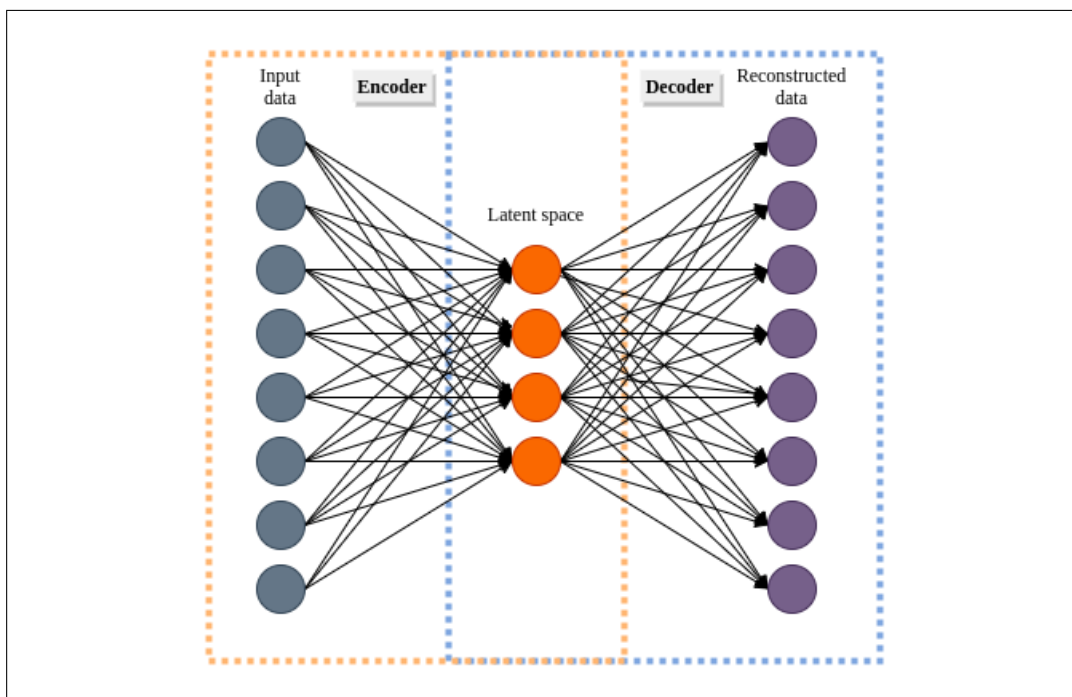 Input
data
Encoder
Decoder
Reconstructed
data
Latent space